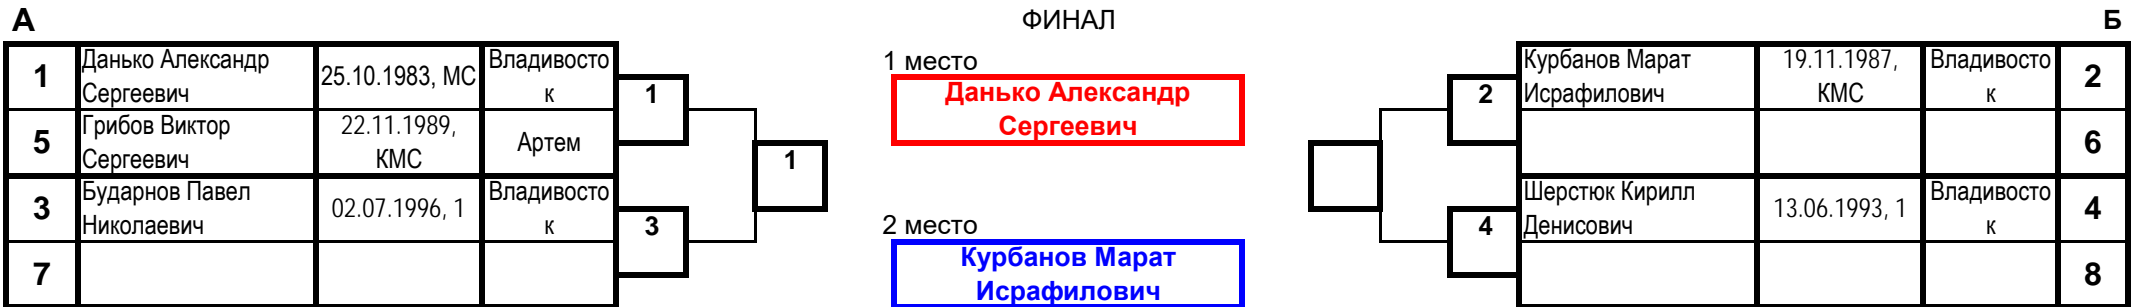 А
ФИНАЛ
Б
1
Данько Александр
Сергеевич
25.10.1983, МС
Владивосто
к
5
Грибов Виктор
Сергеевич
22.11.1989,
КМС
Артем
3
Бударнов Павел
Николаевич
02.07.1996, 1
Владивосто
к
7
1
3
1
1 место
Данько Александр
Сергеевич
2 место
Курбанов Марат
Исрафилович
2
4
Курбанов Марат
Исрафилович
19.11.1987,
КМС
Владивосто
к
2
6
Шерстюк Кирилл
Денисович
13.06.1993, 1
Владивосто
к
4
8